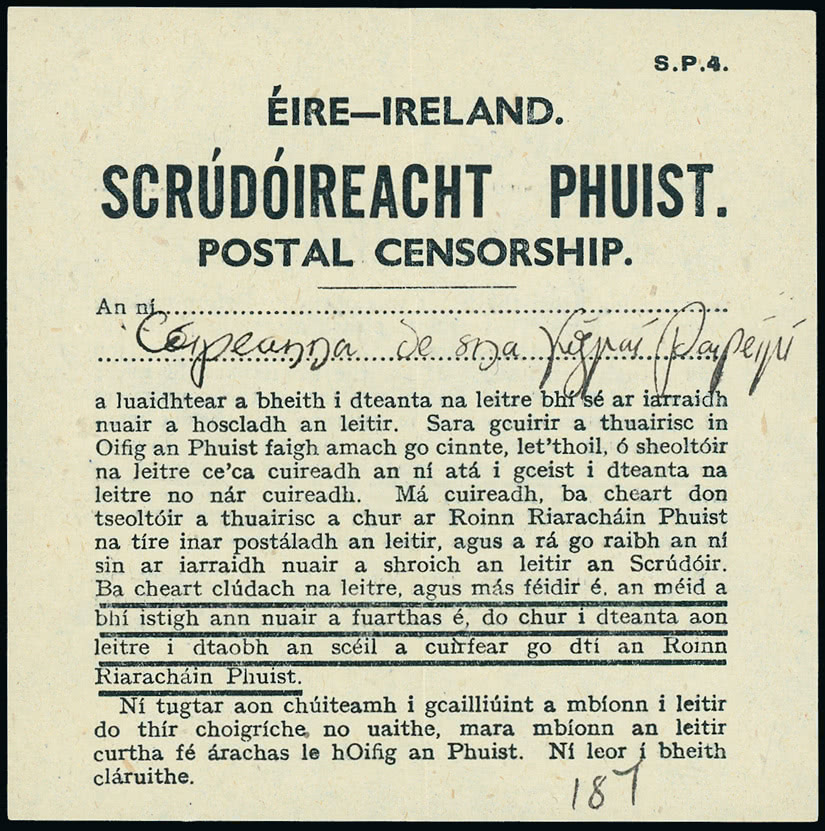 S.P.4.
ÉIRE—IRELAND.
SCRÚDÓIREACHT PHUIST.
POSTAL CENSORSHIP.
An ní
Cóipeanna de sna
a luaidhtear a bheith i dteanta na leitre bhí sé ar iarraidh
nuair a hoscladh an leitir. Sara gcuirir a thuairisc in
Oifig an Phuist faigh amach go cinnte, let'thoil, ó sheoltóir
na leitre ce'ca cuireadh an ní atá i gceist i dteanta na
leitre no nár cuireadh. Má cuireadh, ba cheart don
tseoltóir a thuairisc a chur ar Roinn Riaracháin Phuist
na tíre inar postáladh an leitir, agus a rá go raibh an ní
sin ar iarraidh nuair a shroich an leitir an Scrúdóir.
Ba cheart clúdach na leitre, agus más féidir é, an méid a
bhí istigh ann nuair a fuarthas é, do chur i dteanta aon
leitre i dtaobh an scéil a cuirfear go dtí an Roinn
Riaracháin Phuist.
Ní tugtar aon chúiteamh i gcailliúint a mbíonn i leitir
do thír choigríche no uaithe, mara mbíonn an leitir
curtha fé árachas le hOifig an Phuist. Ní leor í bheith
cláruithe.
187